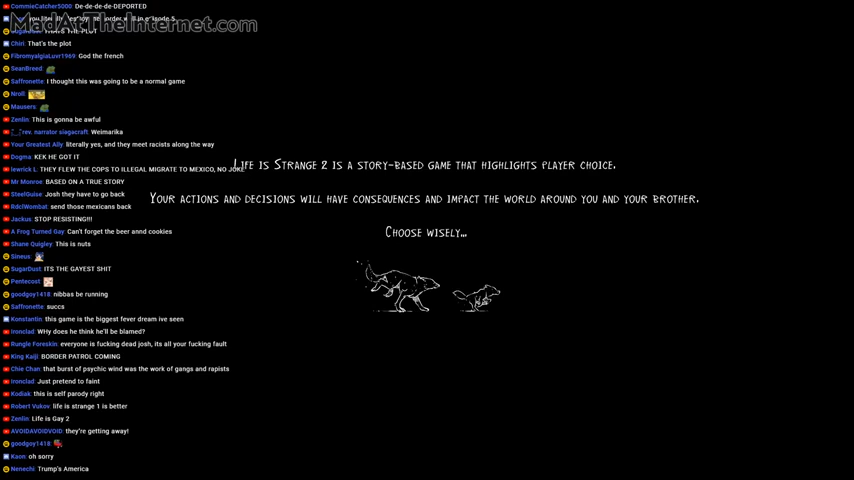 CommieCatcher5000 De-de-de-de-DEPORTED
MadAtTheInternet.com
THATS THE PLOT
Chiri: That's the plot
FibromyalgiaLuvr1969 God the french
SeanBreed
Saffronette: I thought this was going to be a normal game
Nroll
Mausers:
Zenlin: This is gonna be awful
rev. narrator siegacraft Weimarika
Your Greatest Ally: literally yes, and they meet racists along the way
Dogma: KEK HE GOT IT
lewrick L: THEY FLEW THE COPS TO ILLEGAL MIGRATE TO MEXICO, NO JOKE
Mr Monroe: BASED ON A TRUE STORY
SteelGuise: Josh they have to go back
RdclWombat: send those mexicans back
Jackus: STOP RESISTING!!!
A Frog Turned Gay: Can't forget the beer annd cookies
Shane Quigley This is nuts
Sineus:
SugarDust: ITS THE GAYEST SHIT
Pentecost:
goodgoy1418: nibbas be running
Saffronette: succs
Konstantin this game is the biggest fever dream ive seen
Ironclad: WHy does he think he'll be blamed?
Rungle Foreskin: everyone is fucking dead josh, its all your fucking fault
King Kaiji: BORDER PATROL COMING
Chie Chan: that burst of psychic wind was the work of gangs and rapists
Ironclad: Just pretend to faint
Kodiak: this is self parody right
Robert Vukov: life is strange 1 is better
Zenlin: Life is Gay 2
AVOIDAVOIDVOID: they're getting away!
goodgoy1418:
Kaon: oh sorry
Nenechi: Trump's America
Life is Strange 2 is a story-based game that highlights player choice.
Your actions and decisions will have consequences and impact the world around you and your brother.
Choose wisely...